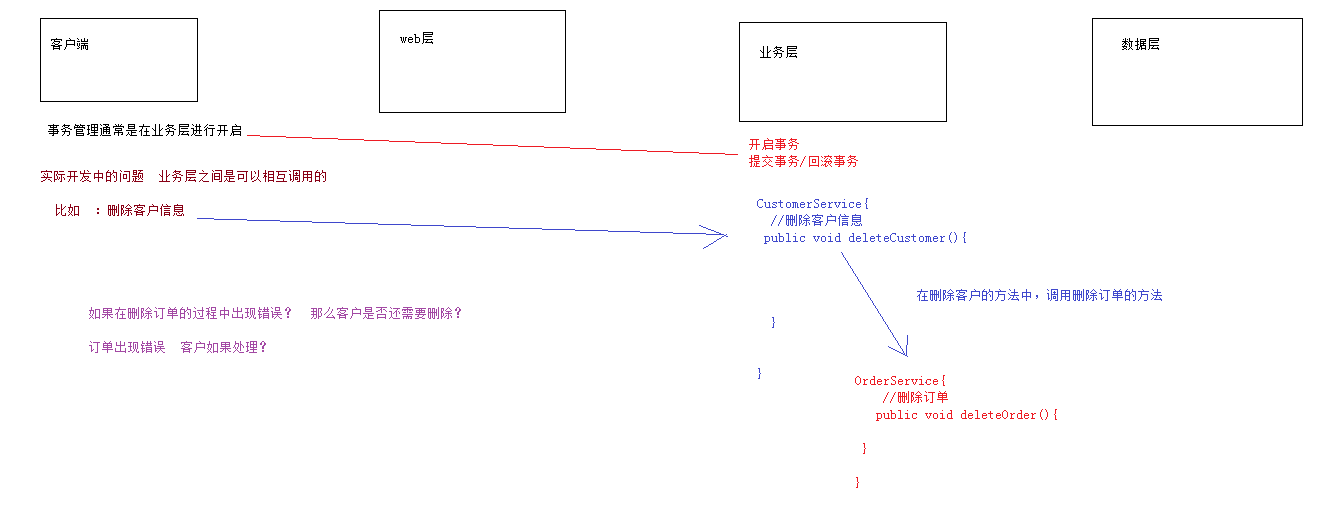 客户端
web层
业务层
数据层
事务管理通常是在业务层进行开启
开启事务
提交事务/回滚事务
实际开发中的问题  业务层之间是可以相互调用的
比如  ：删除客户信息
CustomerService{
//删除客户信息
public void deleteCustomer(){
在删除客户的方法中，调用删除订单的方法
如果在删除订单的过程中出现错误？  那么客户是否还需要删除？
}
订单出现错误  客户如果处理？
}
OrderService{
//删除订单
public void deleteOrder(){
}
}